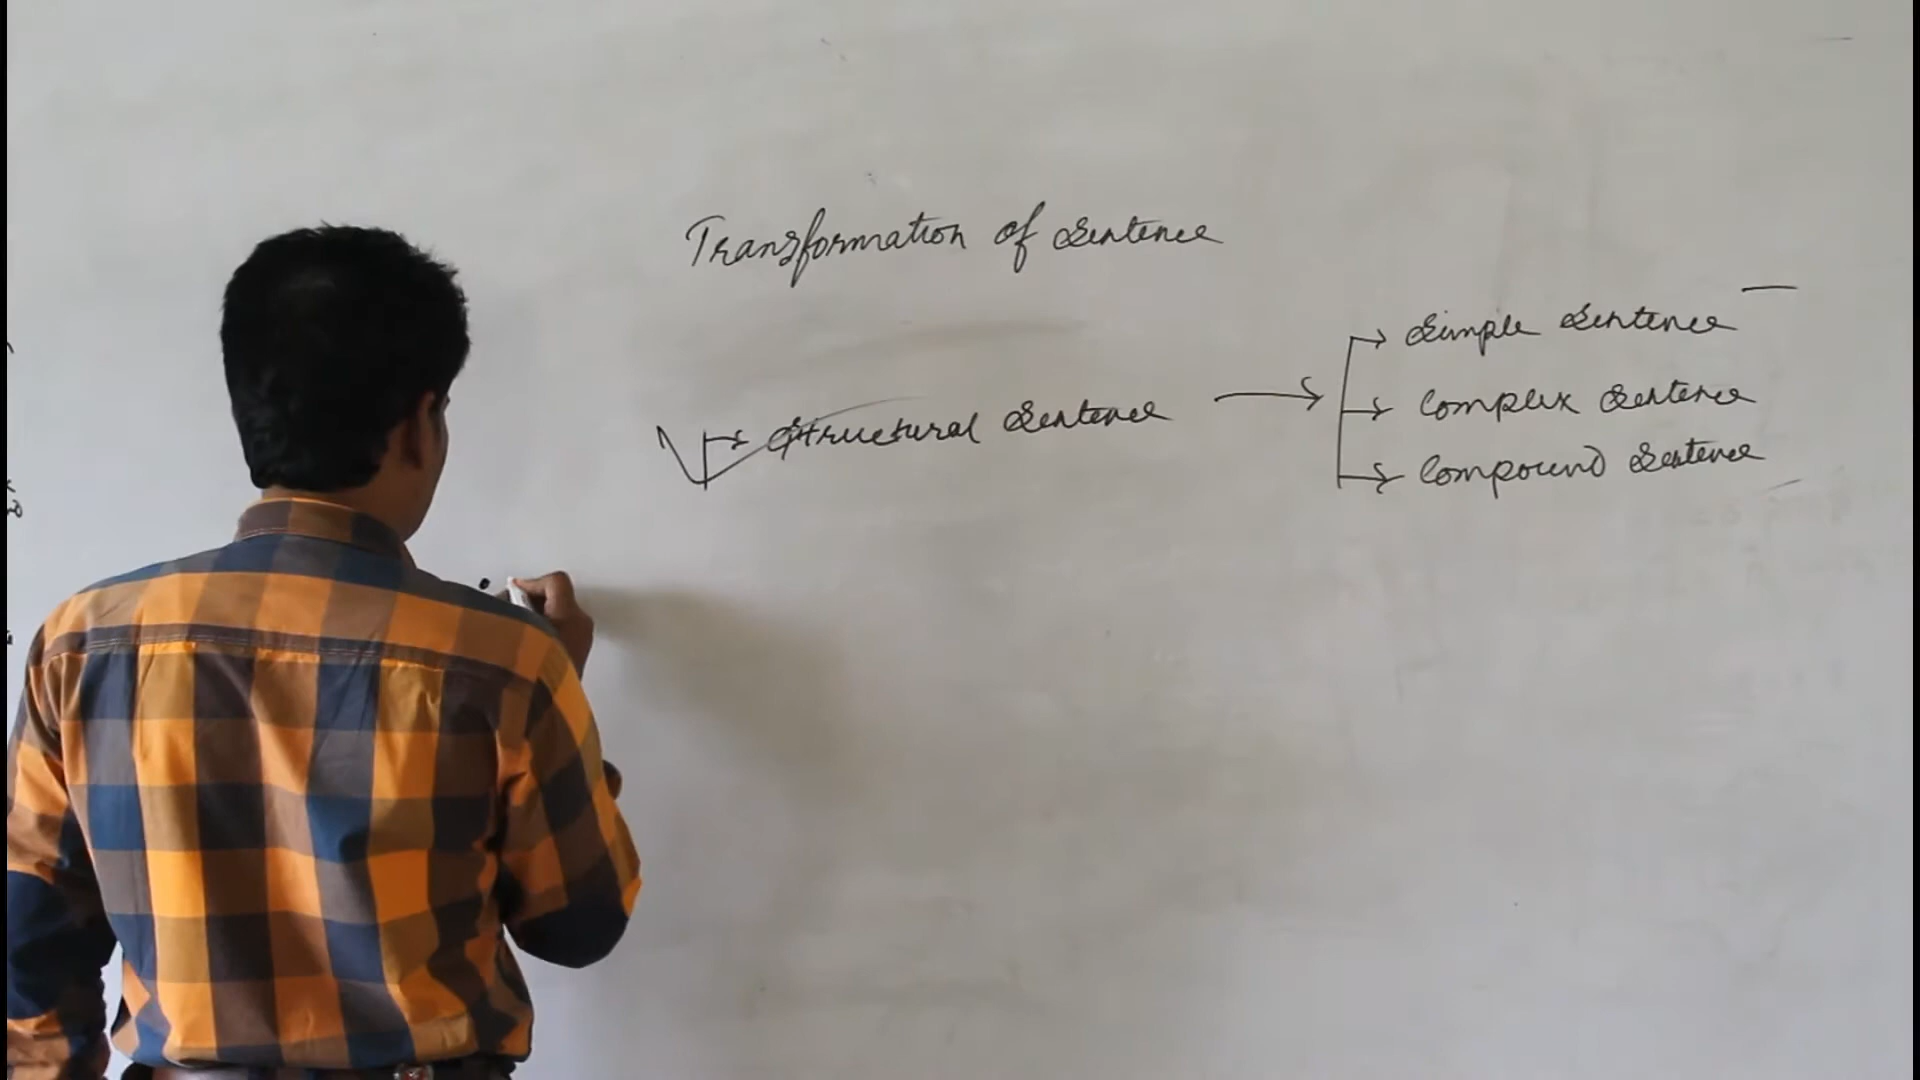 Transformation of Sentence
Structural Sentence
Simple Sentence
Complex Sentence
Compound Sentence